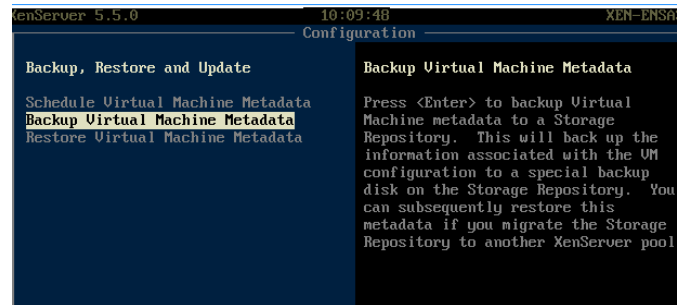 XenServer 5.5.0 10:09:48 XEN-ENSA
Configuration
Backup, Restore and Update
Schedule Virtual Machine Metadata
Backup Virtual Machine Metadata
Restore Virtual Machine Metadata
Backup Virtual Machine Metadata
Press <Enter> to backup Virtual
Machine metadata to a Storage
Repository. This will back up the
information associated with the VM
configuration to a special backup
disk on the Storage Repository. You
can subsequently restore this
metadata if you migrate the Storage
Repository to another XenServer pool